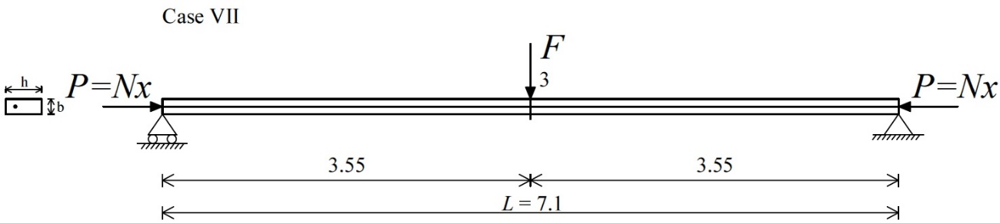 Case VII
F
3
h
b
P=Nx
P=Nx
3.55
3.55
L = 7.1